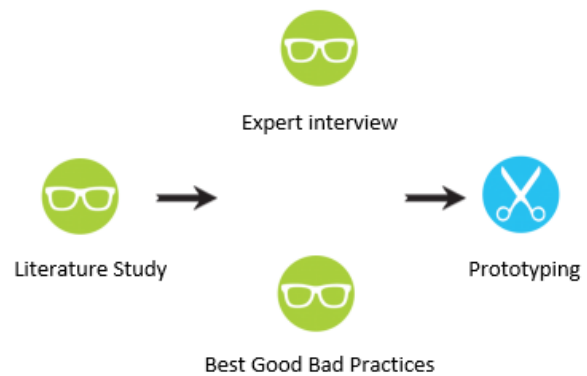 Expert interview
Literature Study
Prototyping
Best Good Bad Practices